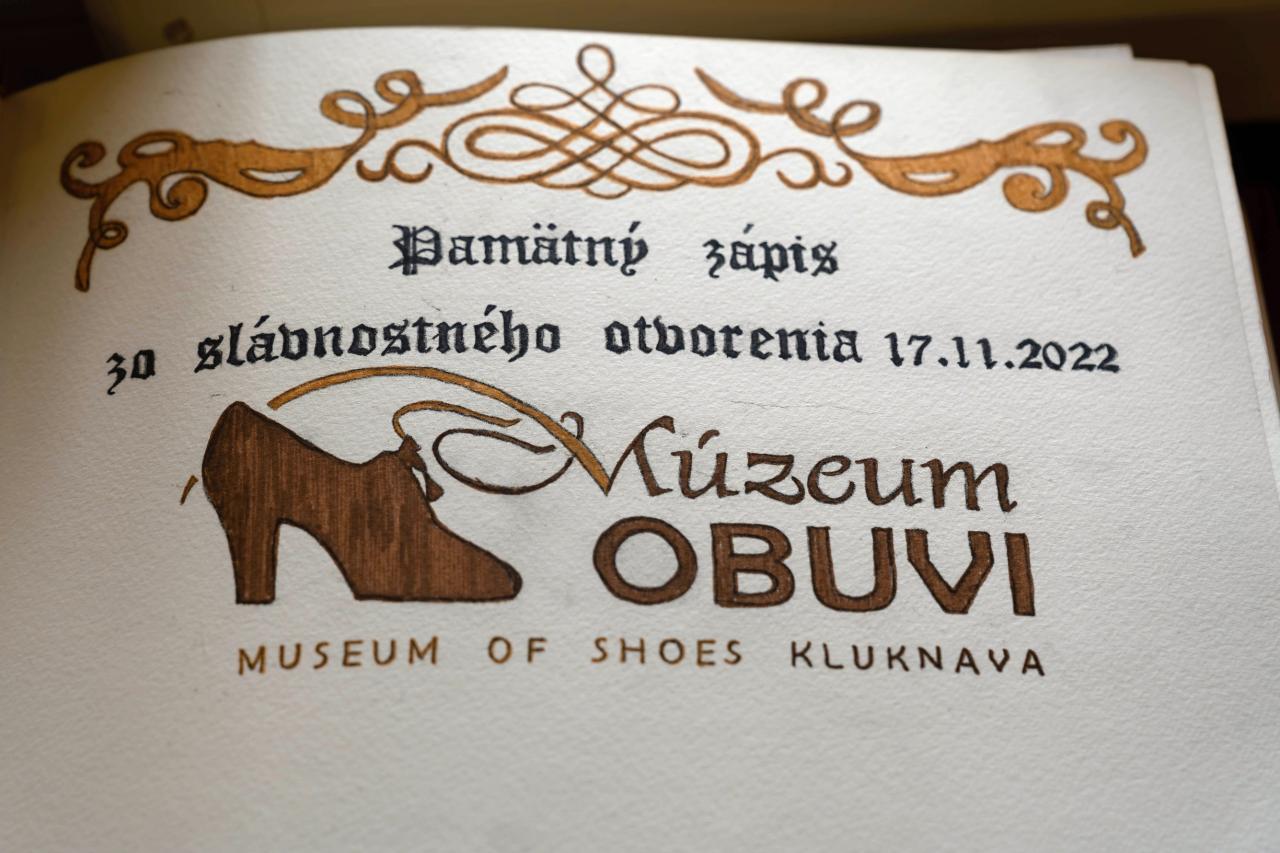 Pamätný zápis
zo slávnostného otvorenia 17.11.2022
Múzeum
OBUVI
MUSEUM OF SHOES KLUKNAVA